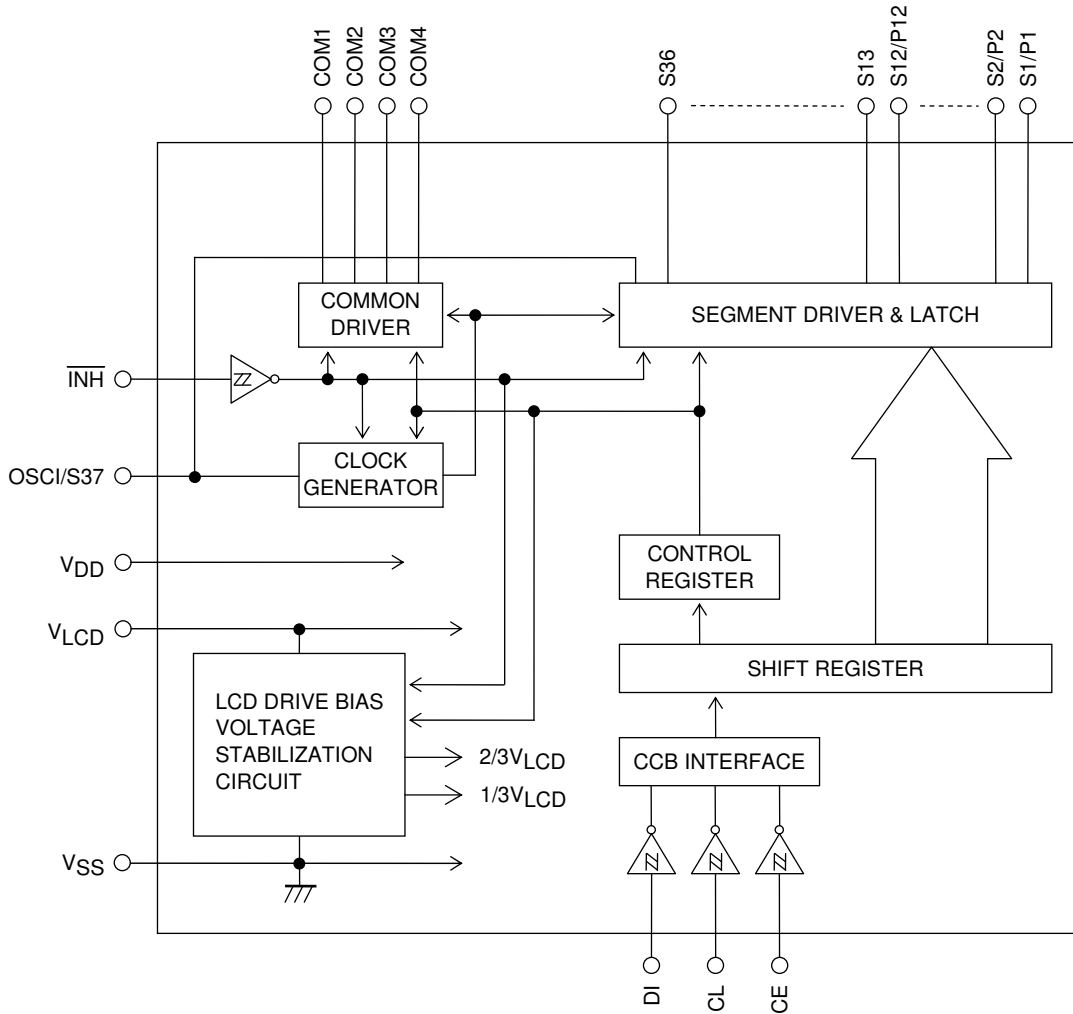 COM1
COM2
COM3
COM4
S36
S13
S12/P12
S2/P2
S1/P1
COMMON
DRIVER
SEGMENT DRIVER & LATCH
INH
OSCI/S37
CLOCK
GENERATOR
VDD
CONTROL
REGISTER
VLCD
SHIFT REGISTER
LCD DRIVE BIAS
VOLTAGE
STABILIZATION
CIRCUIT
2/3VLCD
1/3VLCD
CCB INTERFACE
VSS
DI
CL
CE